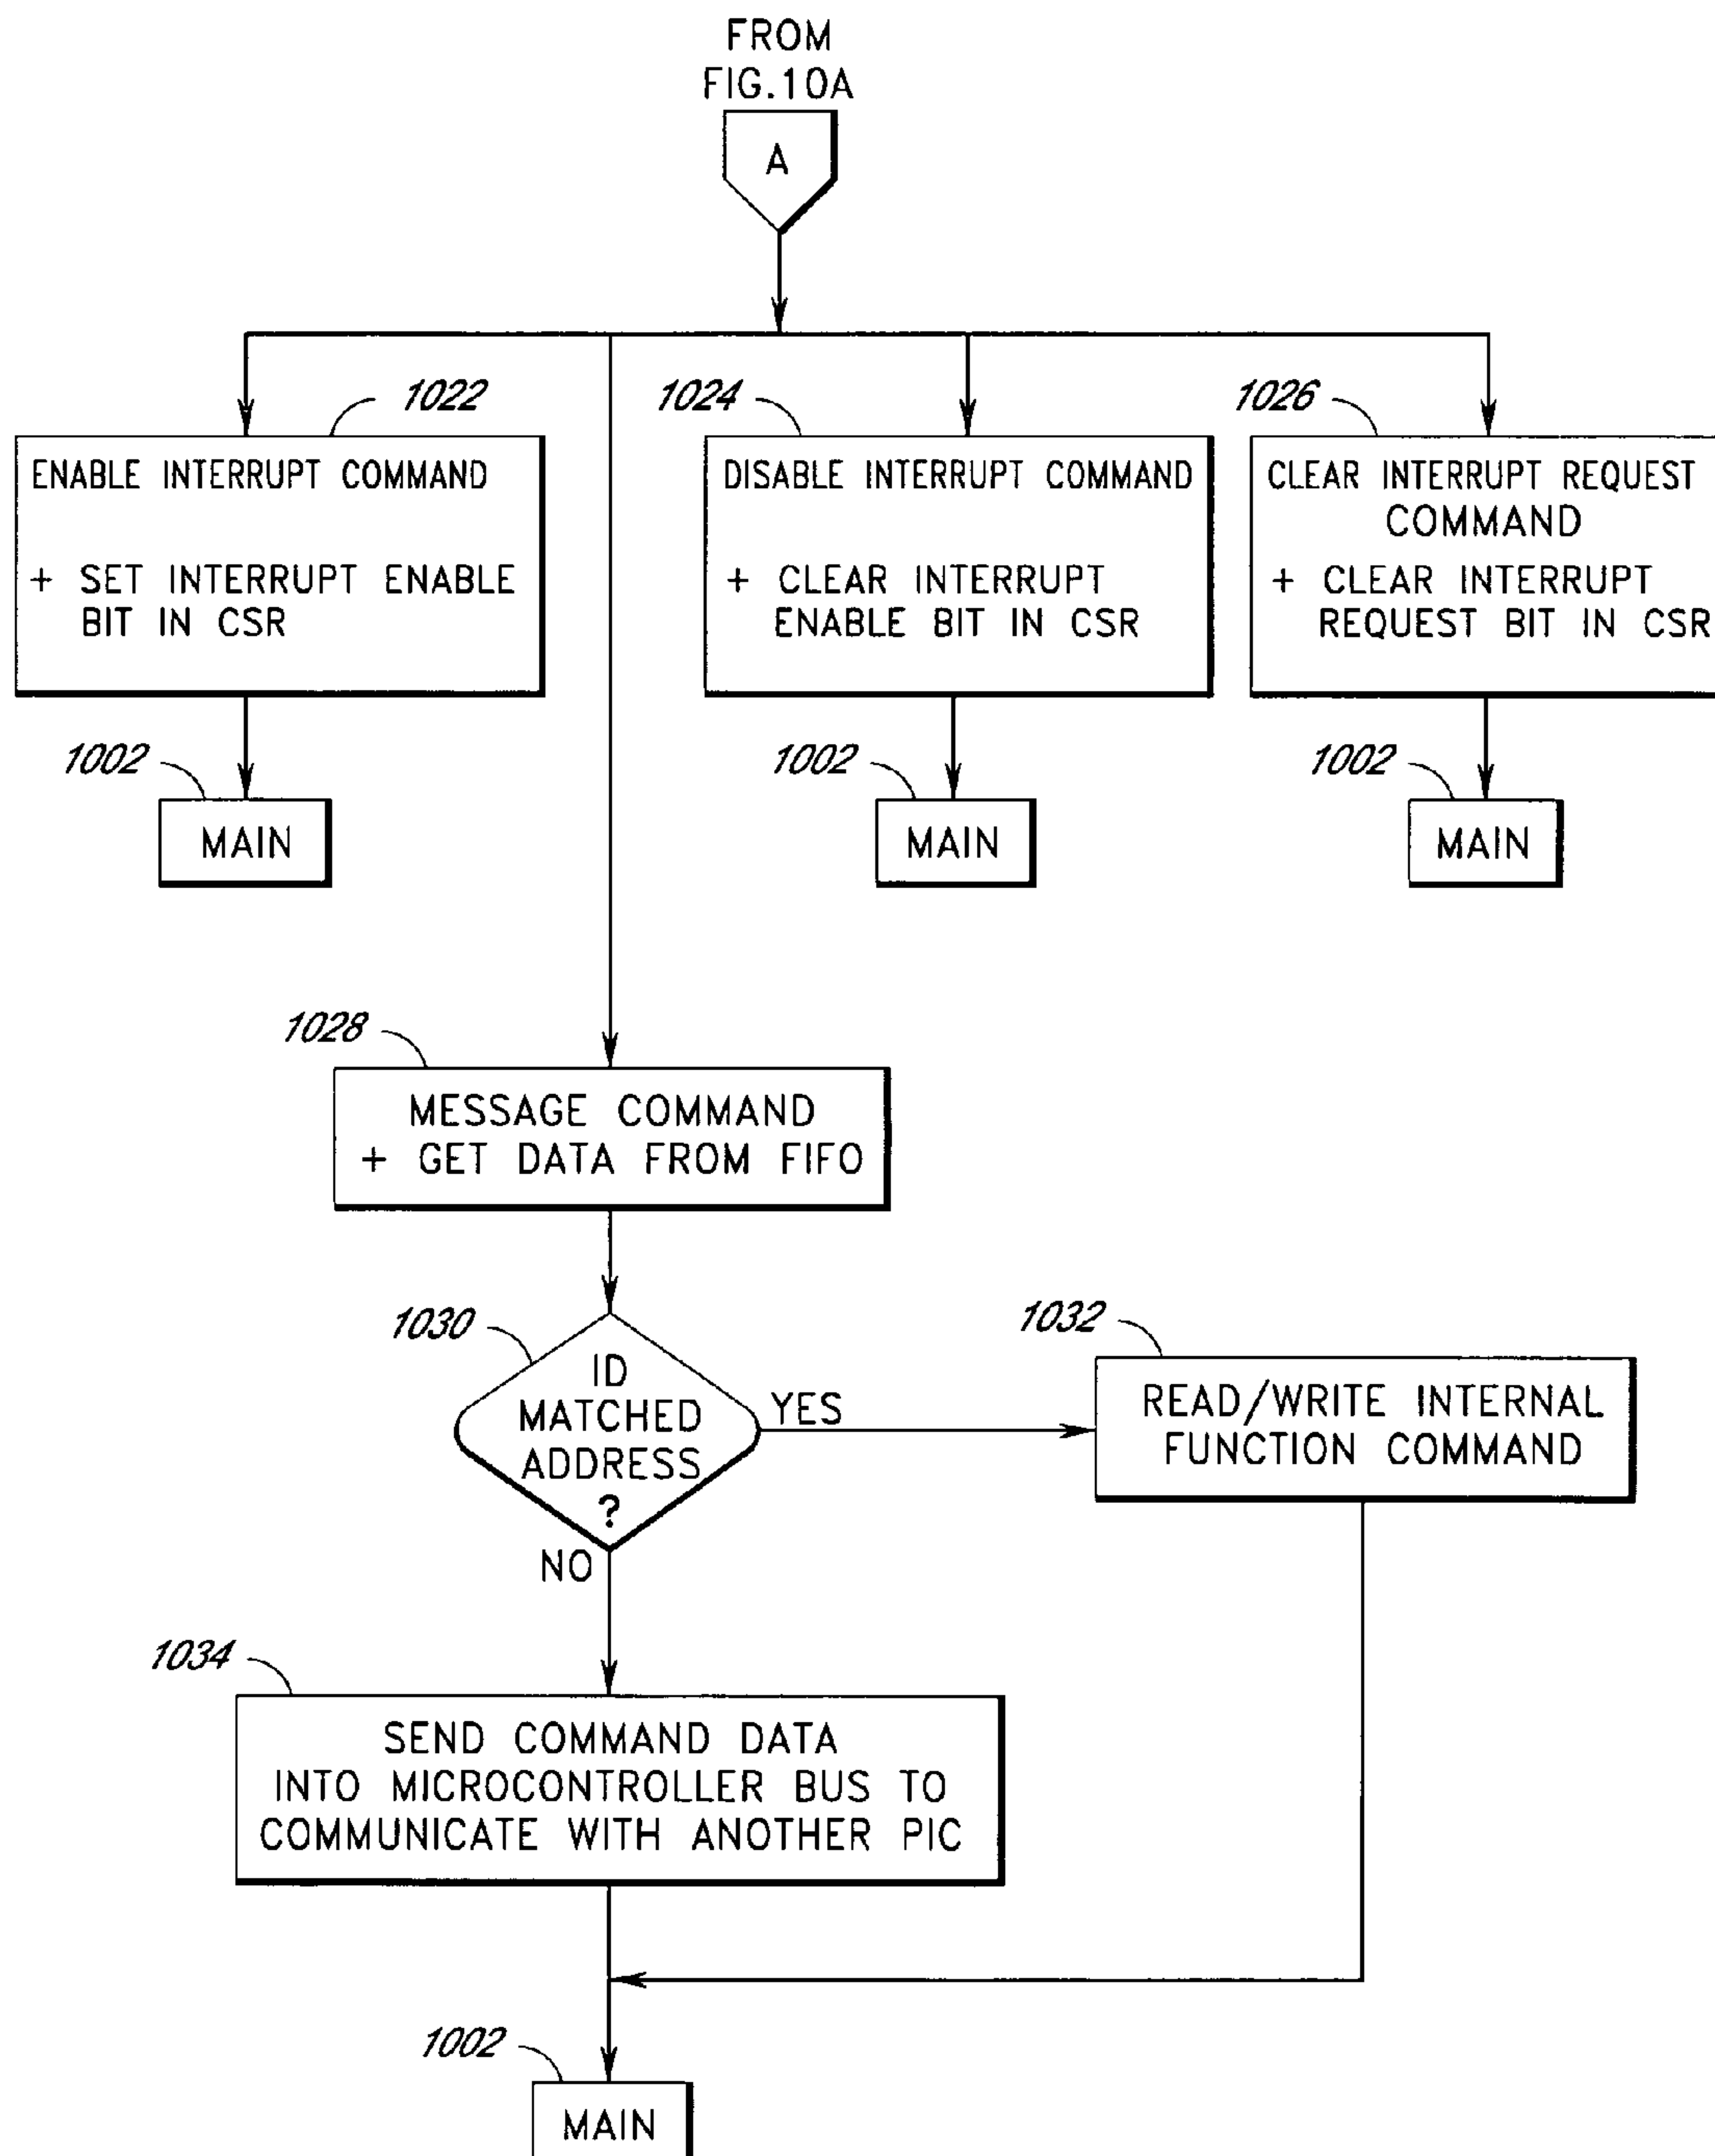 FROM
FIG.10A
A
1022
ENABLE INTERRUPT COMMAND
+ SET INTERRUPT ENABLE
BIT IN CSR
1002
MAIN
1024
DISABLE INTERRUPT COMMAND
+ CLEAR INTERRUPT
ENABLE BIT IN CSR
1002
MAIN
1026
CLEAR INTERRUPT REQUEST
COMMAND
+ CLEAR INTERRUPT
REQUEST BIT IN CSR
1002
MAIN
1028
MESSAGE COMMAND
+ GET DATA FROM FIFO
1030
ID
MATCHED
ADDRESS
?
YES
NO
1032
READ/WRITE INTERNAL
FUNCTION COMMAND
1034
SEND COMMAND DATA
INTO MICROCONTROLLER BUS TO
COMMUNICATE WITH ANOTHER PIC
1002
MAIN